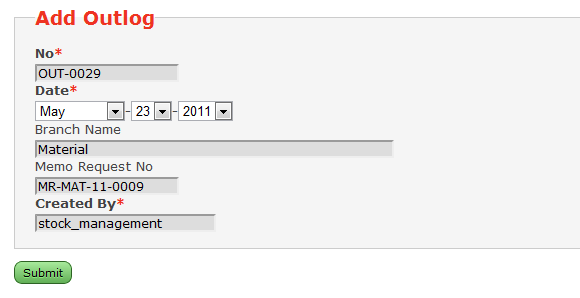 Add Outlog
No*
OUT-0029
Date*
May - 23 - 2011
Branch Name
Material
Memo Request No
MR-MAT-11-0009
Created By*
stock_management
Submit